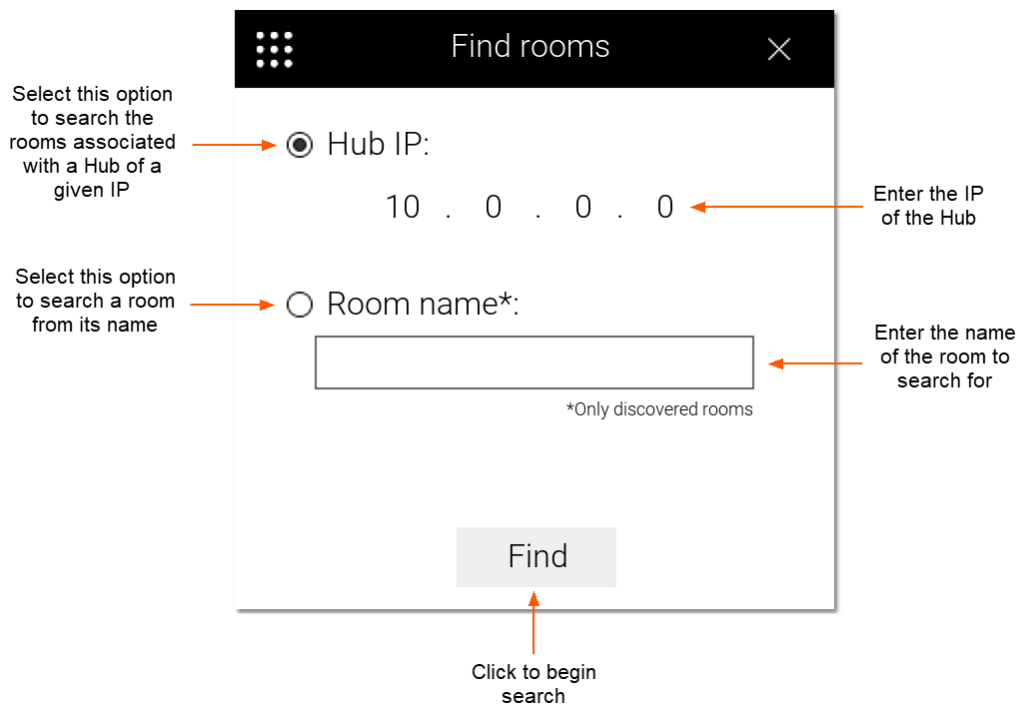 Find rooms
Select this option
to search the
rooms associated
with a Hub of a
given IP
Hub IP:
10 . 0 . 0 . 0
Enter the IP
of the Hub
Select this option
to search a room
from its name
Room name*:
Enter the name
of the room to
search for
*Only discovered rooms
Find
Click to begin
search